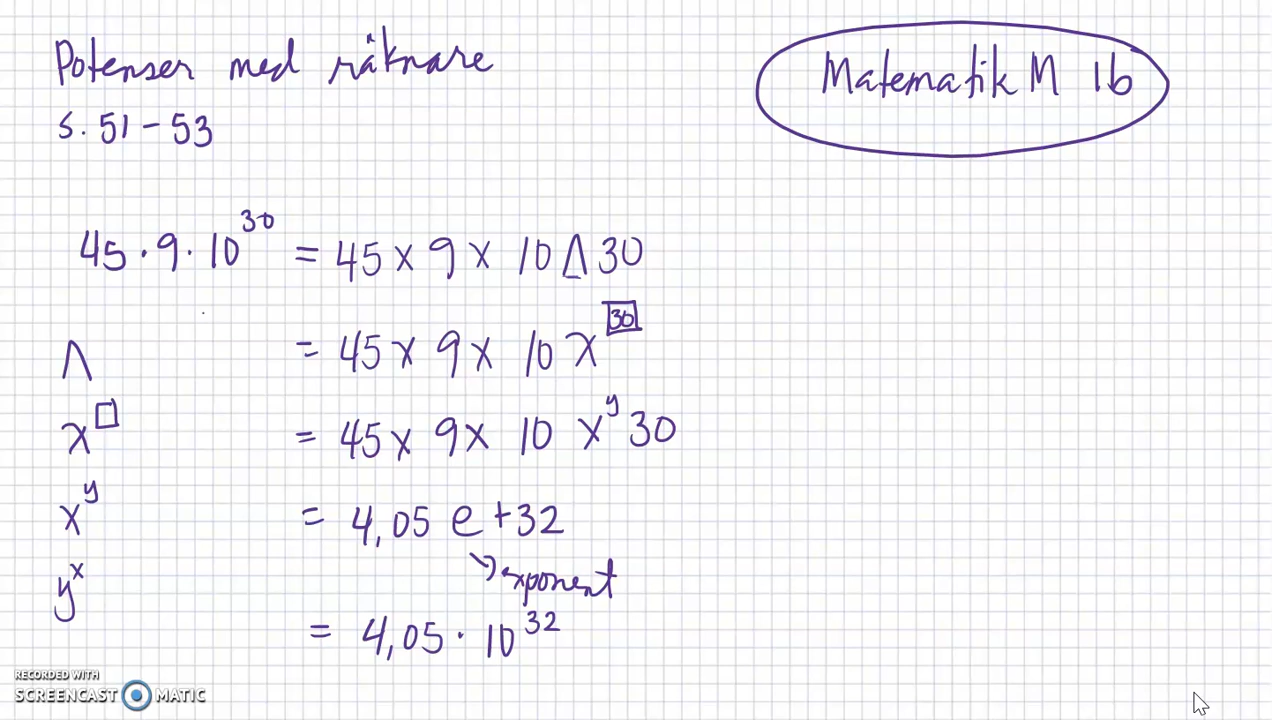 Potenser med räknare
s. 51 - 53
Matematik M 1b
45 · 9 · 10^30 = 45 x 9 x 10 Λ 30
Λ = 45 x 9 x 10 x^30
x^□ = 45 x 9 x 10 x^y 30
x^y = 4,05 e+32
exponent
y^x
= 4,05 · 10^32
RECORDED WITH
SCREENCAST MATIC